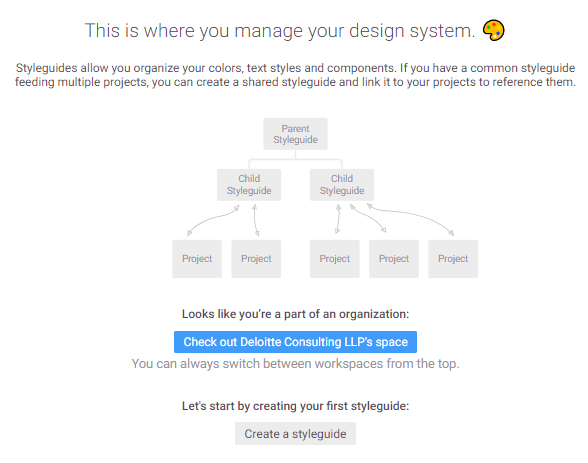 This is where you manage your design system.
Styleguides allow you organize your colors, text styles and components. If you have a common styleguide
feeding multiple projects, you can create a shared styleguide and link it to your projects to reference them.
Parent
Styleguide
Child
Styleguide
Child
Styleguide
Project
Project
Project
Project
Project
Looks like you're a part of an organization:
Check out Deloitte Consulting LLP's space
You can always switch between workspaces from the top.
Let's start by creating your first styleguide:
Create a styleguide